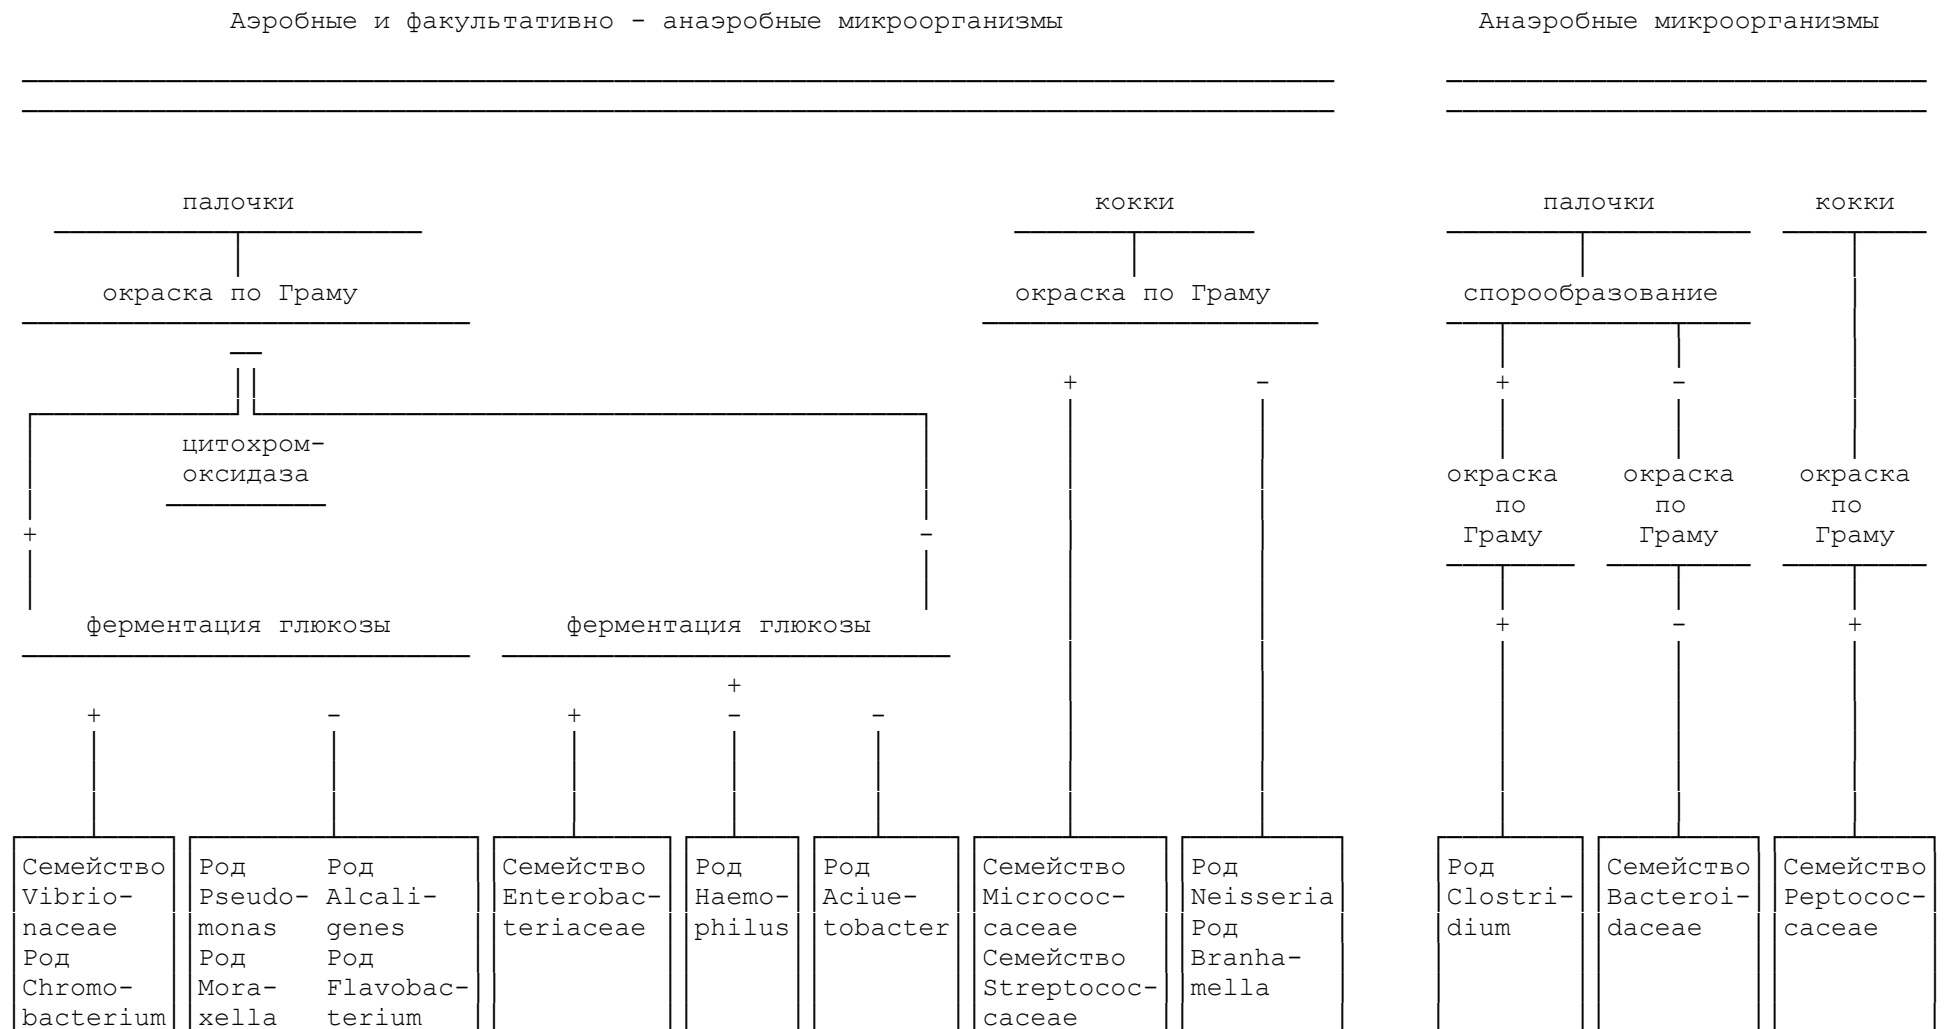 Аэробные и факультативно - анаэробные микроорганизмы Анаэробные микроорганизмы
палочки кокки палочки кокки
окраска по Граму окраска по Граму спорообразование
+ - + -
цитохром-
оксидаза окраска окраска окраска
по по по
+ - Граму Граму Граму
ферментация глюкозы ферментация глюкозы + - +
+
+ - + - -
Семейство Род Род Семейство Род Род Семейство Род Род Семейство Семейство
Vibrio- Pseudo- Alcali- Enterobac- Haemo- Aciue- Micrococ- Neisseria Clostri- Bacteroi- Peptococ-
naceae monas genes teriaceae philus tobacter caceae Род dium daceae caceae
Род Род Род Семейство Branha-
Chromo- Mora- Flavobac- Streptococ- mella
bacterium xella terium caceae